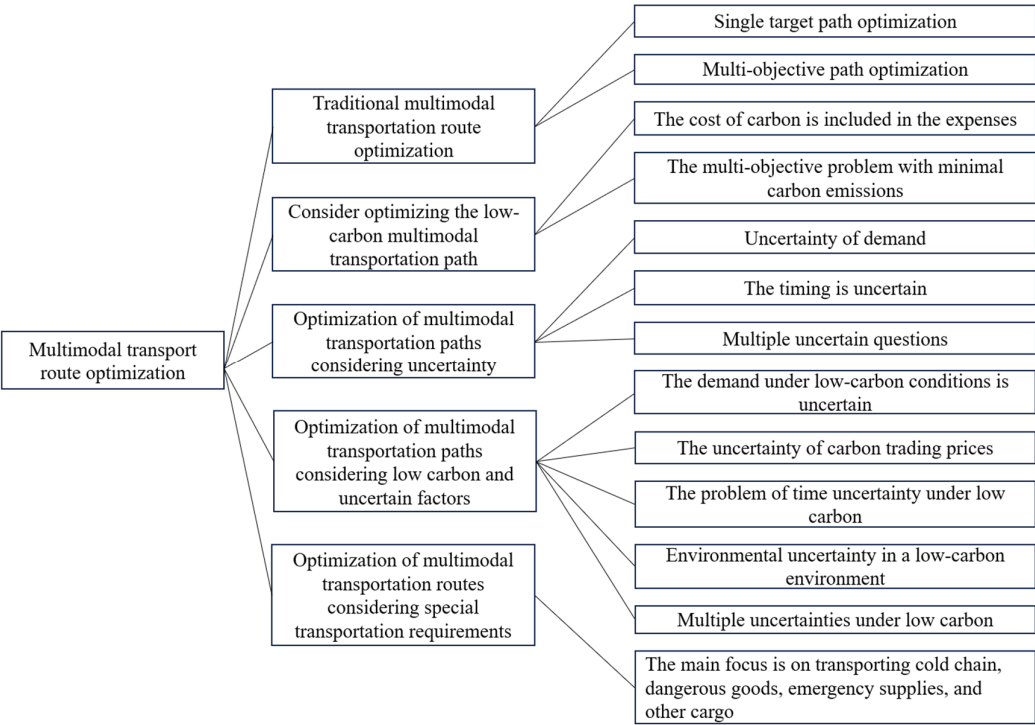 Multimodal transport
route optimization
Traditional multimodal
transportation route
optimization
Consider optimizing the low-
carbon multimodal
transportation path
Optimization of multimodal
transportation paths
considering uncertainty
Optimization of multimodal
transportation paths
considering low carbon and
uncertain factors
Optimization of multimodal
transportation routes
considering special
transportation requirements
Single target path optimization
Multi-objective path optimization
The cost of carbon is included in the expenses
The multi-objective problem with minimal
carbon emissions
Uncertainty of demand
The timing is uncertain
Multiple uncertain questions
The demand under low-carbon conditions is
uncertain
The uncertainty of carbon trading prices
The problem of time uncertainty under low
carbon
Environmental uncertainty in a low-carbon
environment
Multiple uncertainties under low carbon
The main focus is on transporting cold chain,
dangerous goods, emergency supplies, and
other cargo